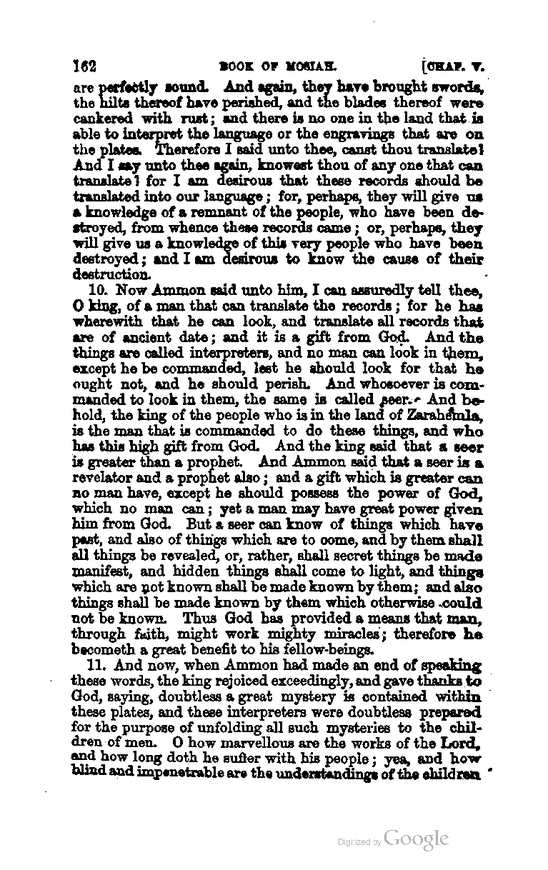 162 BOOK OF MOSIAH. [CHAP. V.
are perfectly sound. And again, they have brought swords,
the hilts thereof have perished, and the blades thereof were
cankered with rust; and there is no one in the land that is
able to interpret the language or the engravings that are on
the plates. Therefore I said unto thee, canst thou translate?
And I say unto thee again, knowest thou of any one that can
translate? for I am desirous that these records should be
translated into our language; for, perhaps, they will give us
a knowledge of a remnant of the people, who have been de-
stroyed, from whence these records came; or, perhaps, they
will give us a knowledge of this very people who have been
destroyed; and I am desirous to know the cause of their
destruction.
10. Now Ammon said unto him, I can assuredly tell thee,
O king, of a man that can translate the records; for he has
wherewith that he can look, and translate all records that
are of ancient date; and it is a gift from God. And the
things are called interpreters, and no man can look in them,
except he be commanded, lest he should look for that he
ought not, and he should perish. And whosoever is com-
manded to look in them, the same is called seer. And be-
hold, the king of the people who is in the land of Zarahemla,
is the man that is commanded to do these things, and who
has this high gift from God. And the king said that a seer
is greater than a prophet. And Ammon said that a seer is a
revelator and a prophet also; and a gift which is greater can
no man have, except he should possess the power of God,
which no man can; yet a man may have great power given
him from God. But a seer can know of things which have
past, and also of things which are to come, and by them shall
all things be revealed, or, rather, shall secret things be made
manifest, and hidden things shall come to light, and things
which are not known shall be made known by them; and also
things shall be made known by them which otherwise could
not be known. Thus God has provided a means that man,
through faith, might work mighty miracles; therefore he
becometh a great benefit to his fellow-beings.
11. And now, when Ammon had made an end of speaking
these words, the king rejoiced exceedingly, and gave thanks to
God, saying, doubtless a great mystery is contained within
these plates, and these interpreters were doubtless prepared
for the purpose of unfolding all such mysteries to the chil-
dren of men. O how marvellous are the works of the Lord,
and how long doth he suffer with his people; yea, and how
blind and impenetrable are the understandings of the children
Digitized by Google